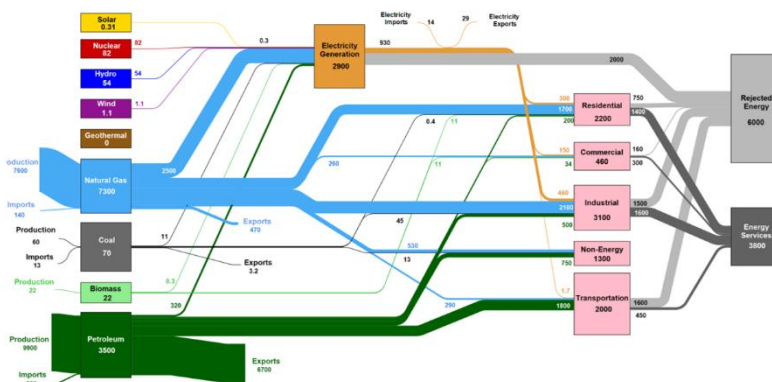 Solar
0.31
Nuclear
82
82
Hydro
54
54
Wind
1.1
1.1
Geothermal
0
oduction
7600
Imports
140
Natural Gas
7300
Production
60
Imports
13
Coal
70
Production
22
Biomass
22
Production
9900
Imports
Petroleum
3500
0.3
Electricity
Generation
2900
930
Electricity
Imports
14
29
Electricity
Exports
2000
2500
260
Exports
470
11
45
530
13
Exports
3.2
0.3
320
290
Exports
6700
0.4
11
11
300
1700
200
Residential
2200
750
1400
150
34
Commercial
460
160
300
460
2100
500
Industrial
3100
1500
1600
750
Non-Energy
1300
1.7
1800
Transportation
2000
1600
450
Rejected
Energy
6000
Energy
Services
3800